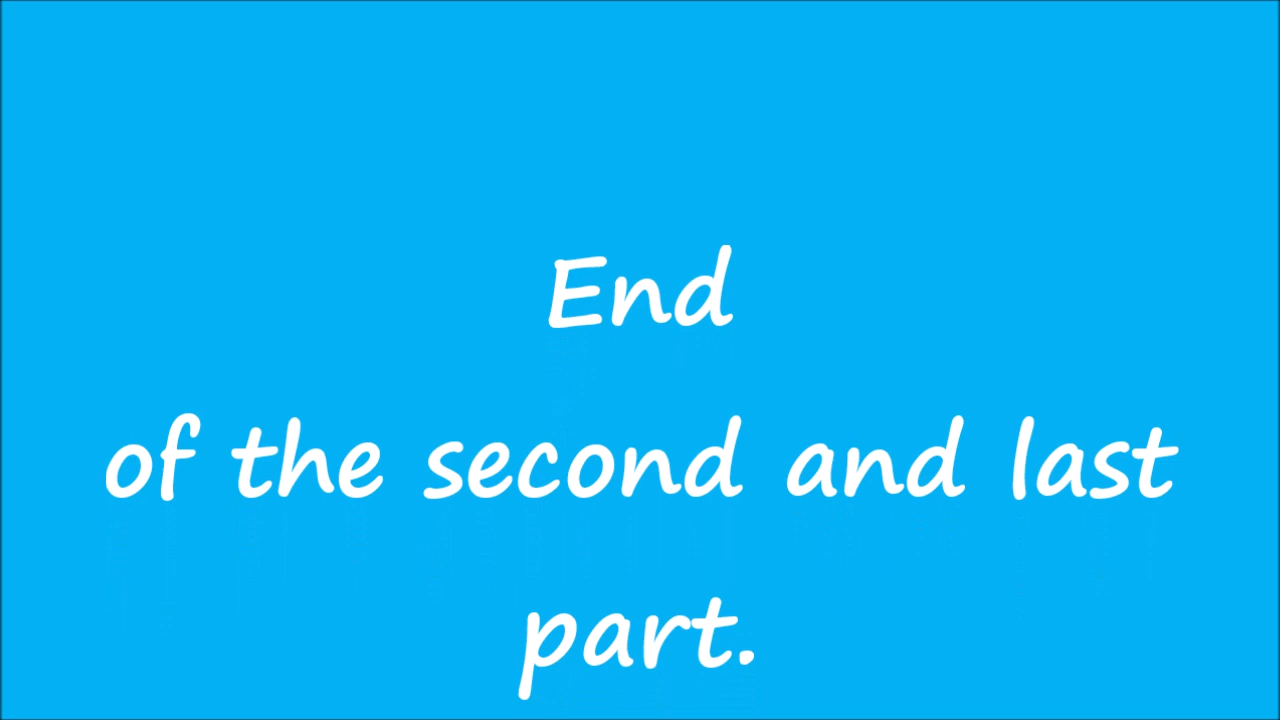 End
of the second and last
part.